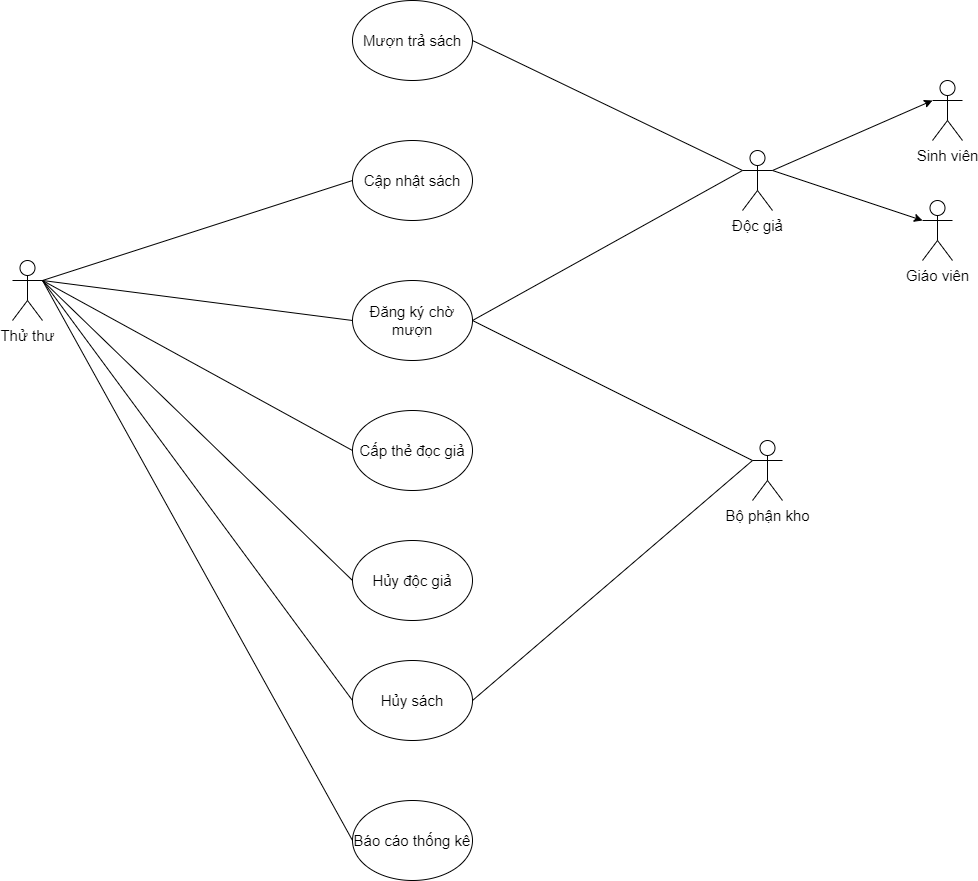 Mượn trả sách
Sinh viên
Cập nhật sách
Độc giả
Giáo viên
Thử thư
Đăng ký chờ
mượn
Cấp thẻ đọc giả
Bộ phận kho
Hủy độc giả
Hủy sách
Báo cáo thống kê